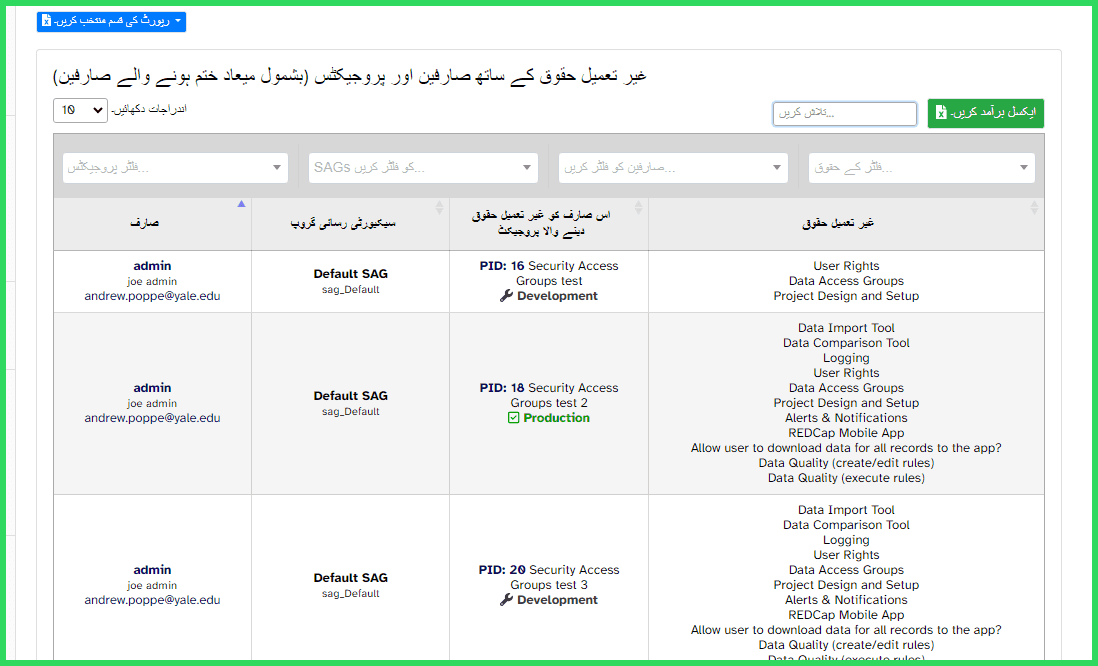 رپورٹ کی قسم منتخب کریں۔
غیر تعمیل حقوق کے ساتھ صارفین اور پروجیکٹس (بشمول میعاد ختم ہونے والے صارفین)
10 اندراجات دکھائیں۔
تلاش کریں...
ایکسل برآمد کریں۔
فلٹر پروجیکٹس...
SAGs کو فلٹر کریں...
صارفین کو فلٹر کریں...
فلٹر کے حقوق...
صارف
سیکیورٹی رسائی گروپ
اس صارف کو غیر تعمیل حقوق
دینے والا پروجیکٹ
غیر تعمیل حقوق
admin
joe admin
andrew.poppe@yale.edu
Default SAG
sag_Default
PID: 16 Security Access
Groups test
Development
User Rights
Data Access Groups
Project Design and Setup
admin
joe admin
andrew.poppe@yale.edu
Default SAG
sag_Default
PID: 18 Security Access
Groups test 2
Production
Data Import Tool
Data Comparison Tool
Logging
User Rights
Data Access Groups
Project Design and Setup
Alerts & Notifications
REDCap Mobile App
Allow user to download data for all records to the app?
Data Quality (create/edit rules)
Data Quality (execute rules)
admin
joe admin
andrew.poppe@yale.edu
Default SAG
sag_Default
PID: 20 Security Access
Groups test 3
Development
Data Import Tool
Data Comparison Tool
Logging
User Rights
Data Access Groups
Project Design and Setup
Alerts & Notifications
REDCap Mobile App
Allow user to download data for all records to the app?
Data Quality (create/edit rules)
Data Quality (execute rules)